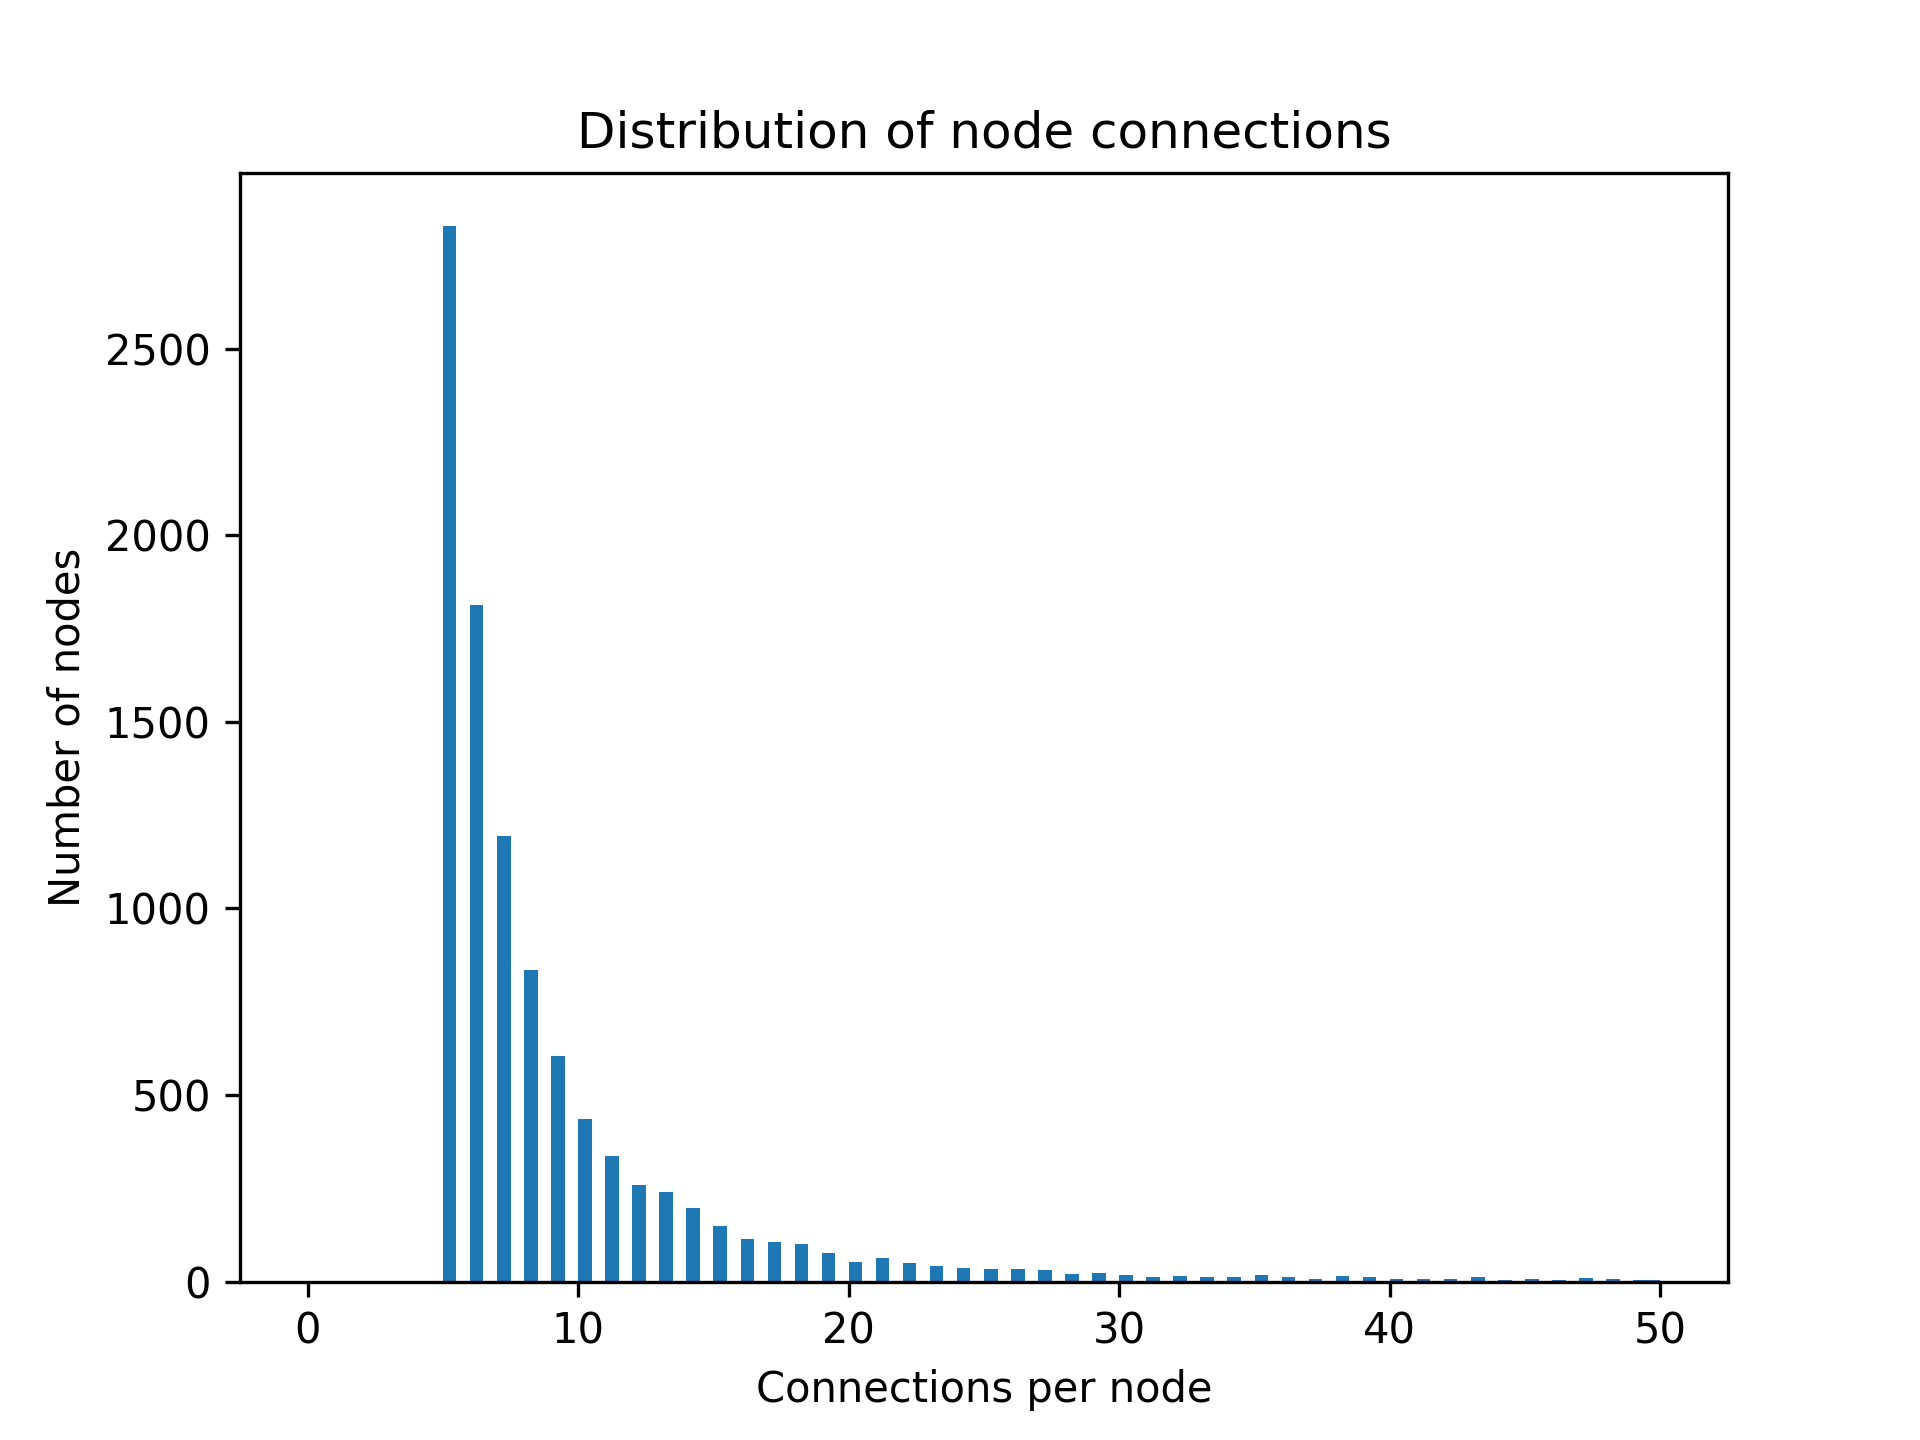 Distribution of node connections
Number of nodes
2500
2000
1500
1000
500
0
0 10 20 30 40 50
Connections per node